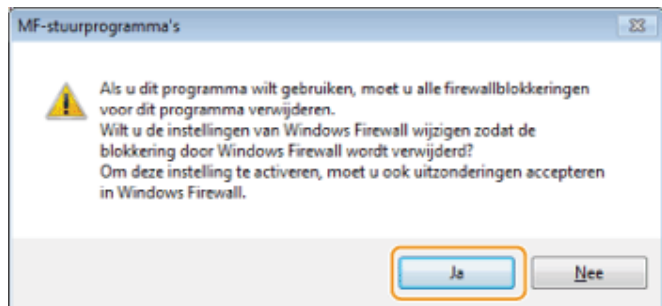 MF-stuurprogramma's
Als u dit programma wilt gebruiken, moet u alle firewallblokkeringen
voor dit programma verwijderen.
Wilt u de instellingen van Windows Firewall wijzigen zodat de
blokkering door Windows Firewall wordt verwijderd?
Om deze instelling te activeren, moet u ook uitzonderingen accepteren
in Windows Firewall.
Ja
Nee